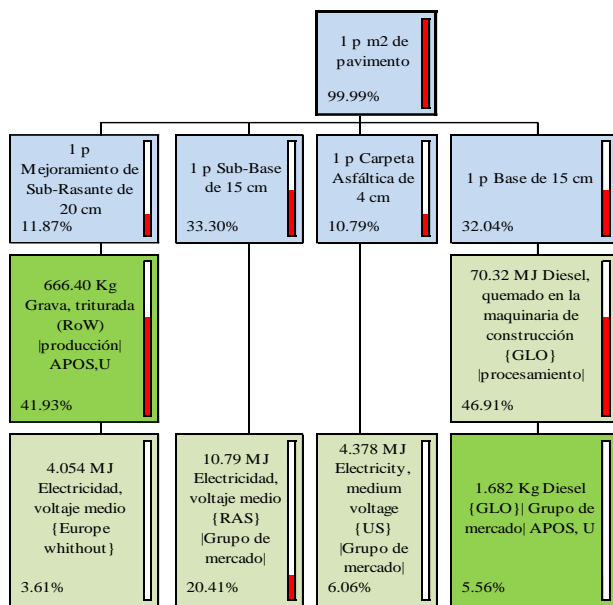 1 p m2 de
pavimento
99.99%
1 p
Mejoramiento de
Sub-Rasante de
20 cm
11.87%
1 p Sub-Base
de 15 cm
33.30%
1 p Carpeta
Asfáltica de
4 cm
10.79%
1 p Base de 15 cm
32.04%
666.40 Kg
Grava, triturada
(RoW)
|producción|
APOS,U
41.93%
70.32 MJ Diesel,
quemado en la
maquinaria de
construcción
{GLO}
|procesamiento|
46.91%
4.054 MJ
Electricidad,
voltaje medio
{Europe
whithout}
3.61%
10.79 MJ
Electricidad,
voltaje medio
{RAS}
|Grupo de
mercado|
20.41%
4.378 MJ
Electricity,
medium
voltage
{US}
|Grupo de
mercado|
6.06%
1.682 Kg Diesel
{GLO}| Grupo de
mercado| APOS, U
5.56%